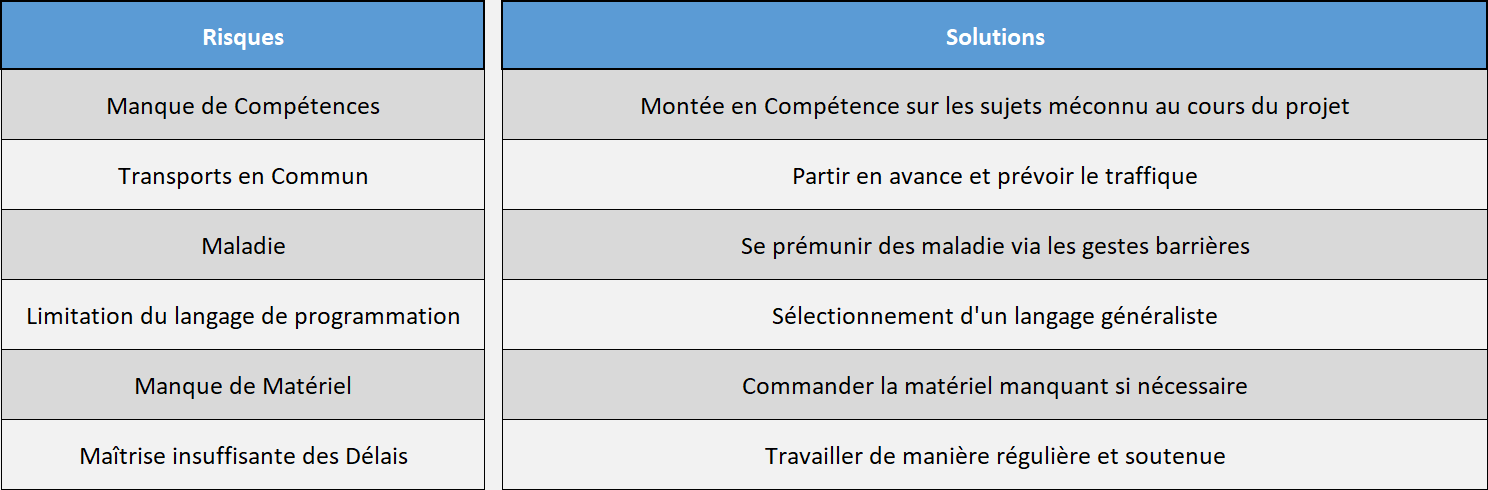 Risques
Solutions
Manque de Compétences
Montée en Compétence sur les sujets méconnu au cours du projet
Transports en Commun
Partir en avance et prévoir le traffique
Maladie
Se prémunir des maladie via les gestes barrières
Limitation du langage de programmation
Sélectionnement d'un langage généraliste
Manque de Matériel
Commander la matériel manquant si nécessaire
Maîtrise insuffisante des Délais
Travailler de manière régulière et soutenue